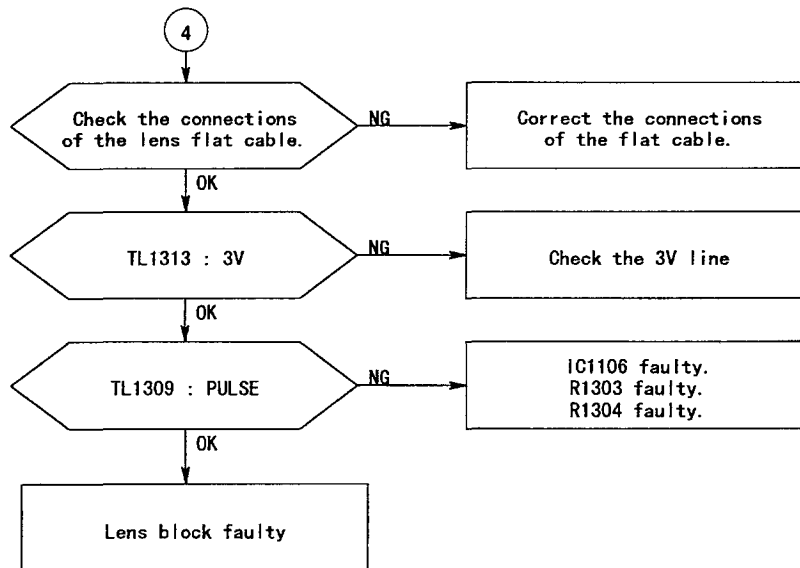 4
Check the connections
of the lens flat cable.
NG
Correct the connections
of the flat cable.
OK
TL1313 : 3V
NG
Check the 3V line
OK
TL1309 : PULSE
NG
IC1106 faulty.
R1303 faulty.
R1304 faulty.
OK
Lens block faulty